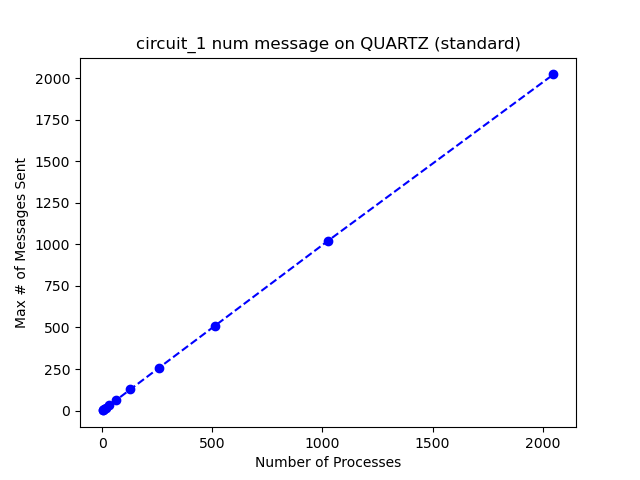 circuit_1 num message on QUARTZ (standard)
Max # of Messages Sent
2000
1750
1500
1250
1000
750
500
250
0
0 500 1000 1500 2000
Number of Processes